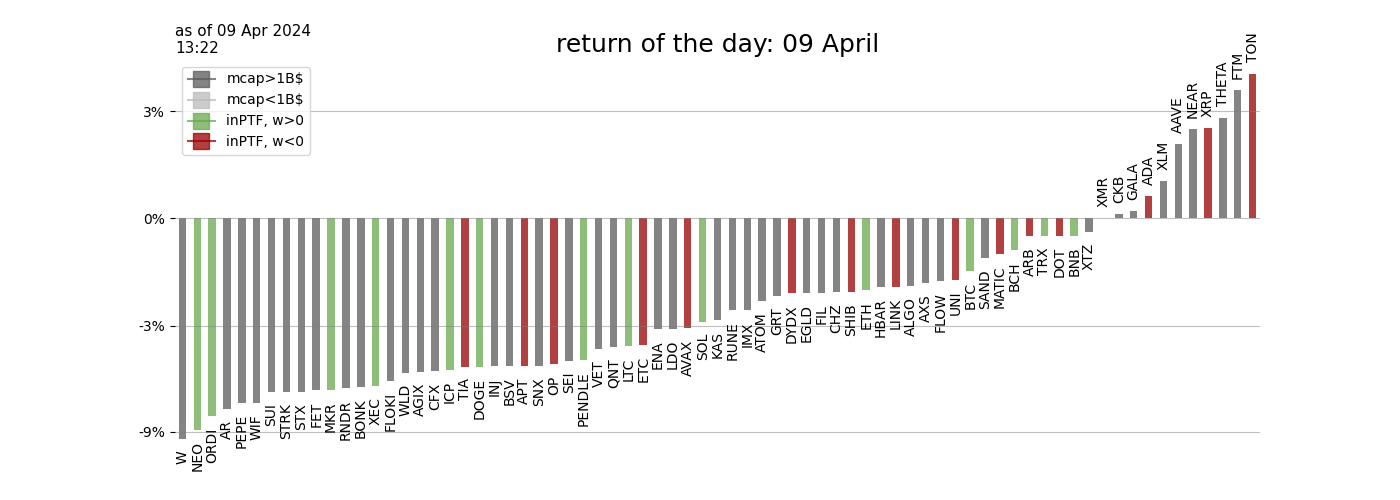 as of 09 Apr 2024
13:22
return of the day: 09 April
mcap>1B$
mcap<1B$
inPTF, w>0
inPTF, w<0
3%
0%
-3%
-9%
W
NEO
ORDI
AR
PEPE
WIF
SUI
STRK
STX
FET
MKR
RNDR
BONK
XEC
FLOKI
WLD
AGIX
CFX
ICP
TIA
DOGE
INJ
BSV
APT
SNX
OP
SEI
PENDLE
VET
QNT
LTC
ETC
ENA
LDO
AVAX
SOL
KAS
RUNE
IMX
ATOM
GRT
DYDX
EGLD
FIL
CHZ
SHIB
ETH
HBAR
LINK
ALGO
AXS
FLOW
UNI
BTC
SAND
MATIC
BCH
ARB
TRX
DOT
BNB
XTZ
XMR
CKB
GALA
ADA
XLM
AAVE
NEAR
XRP
THETA
FTM
TON